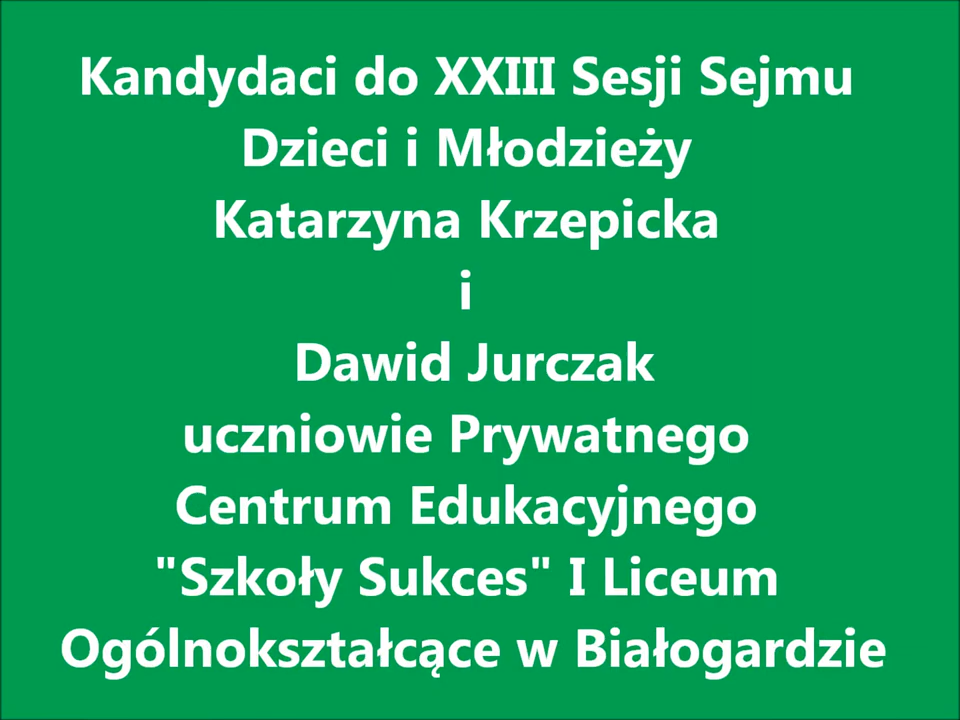 Kandydaci do XXIII Sesji Sejmu
Dzieci i Młodzieży
Katarzyna Krzepicka
i
Dawid Jurczak
uczniowie Prywatnego
Centrum Edukacyjnego
"Szkoły Sukces" I Liceum
Ogólnokształcące w Białogardzie